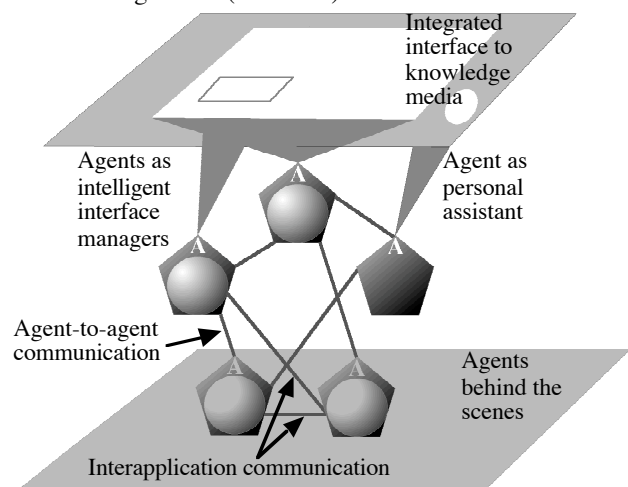 Integrated
interface to
knowledge
media
Agents as
intelligent
interface
managers
Agent as
personal
assistant
A
A
A
Agent-to-agent
communication
A
A
Agents
behind the
scenes
Interapplication communication